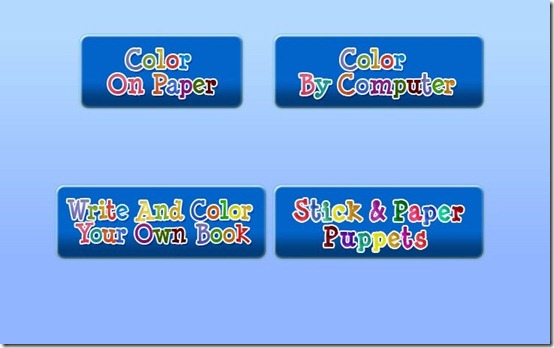 Color
On Paper
Color
By Computer
Write And Color
Your Own Book
Stick & Paper
Puppets